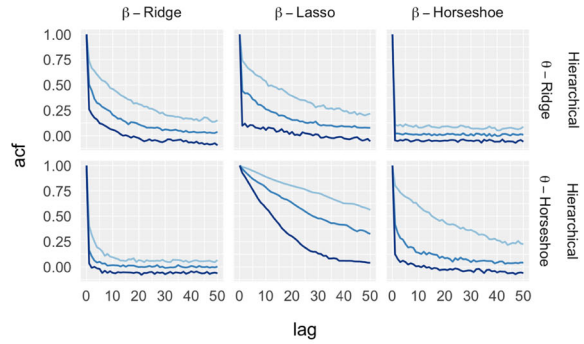 β – Ridge
β – Lasso
β – Horseshoe
1.00
0.75
0.50
0.25
0.00
Hierarchical
θ – Ridge
acf
1.00
0.75
0.50
0.25
0.00
Hierarchical
θ – Horseshoe
0 10 20 30 40 50
0 10 20 30 40 50
0 10 20 30 40 50
lag